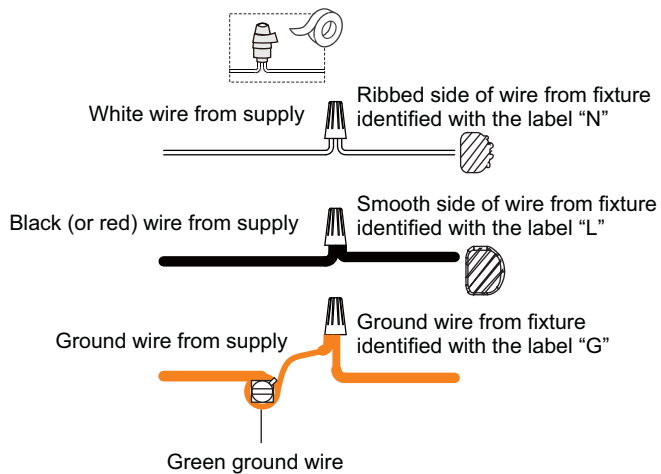 White wire from supply
Ribbed side of wire from fixture
identified with the label “N”
Black (or red) wire from supply
Smooth side of wire from fixture
identified with the label “L”
Ground wire from supply
Ground wire from fixture
identified with the label “G”
Green ground wire